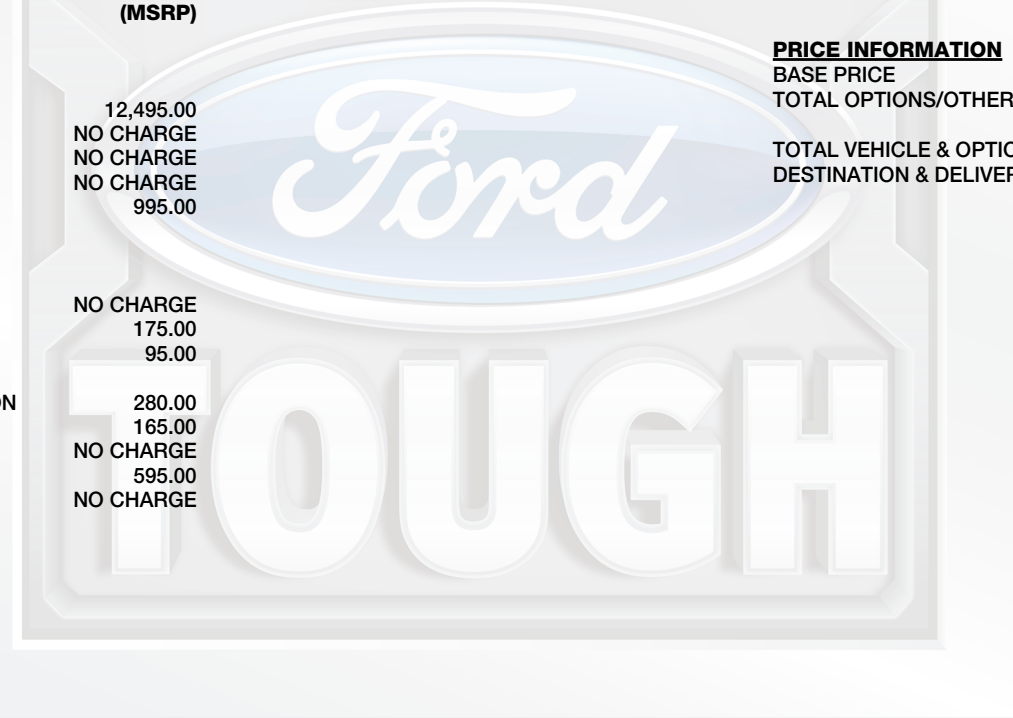 (MSRP)
12,495.00
NO CHARGE
NO CHARGE
NO CHARGE
995.00
NO CHARGE
175.00
95.00
ON 280.00
165.00
NO CHARGE
595.00
NO CHARGE
PRICE INFORMATION
BASE PRICE
TOTAL OPTIONS/OTHER
TOTAL VEHICLE & OPTIO
DESTINATION & DELIVER
Ford
TOUGH